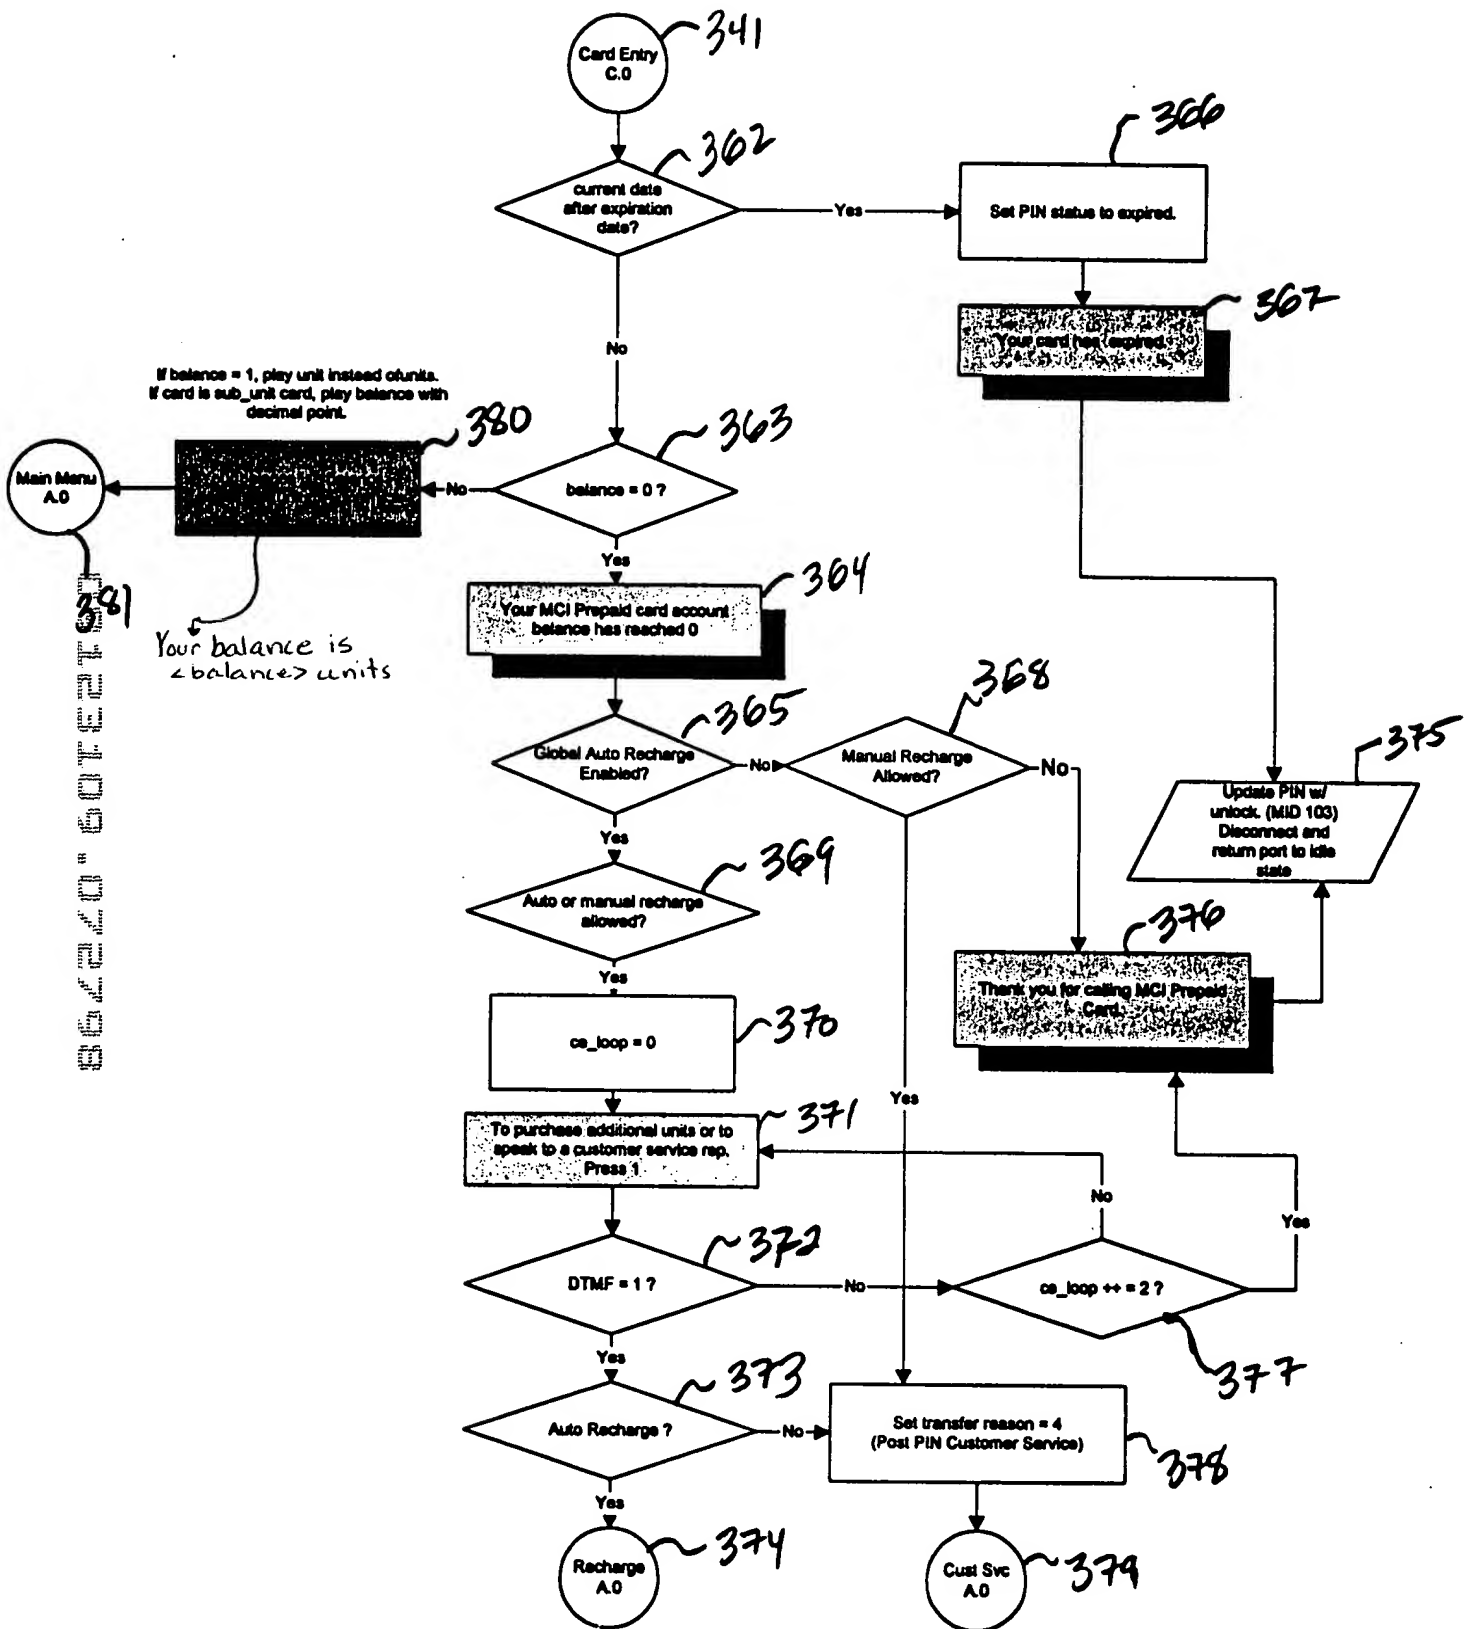 Card Entry
C.0
341
362
current date
after expiration
date?
Yes
366
Set PIN status to expired.
367
Your card has expired.
No
If balance = 1, play unit instead ofunits.
If card is sub_unit card, play balance with
decimal point.
380
363
Main Menu
A.0
No
balance = 0 ?
381
Your balance is
<balance> units
Yes
364
Your MCI Prepaid card account
balance has reached 0
365
368
Global Auto Recharge
Enabled?
No
Manual Recharge
Allowed?
No
375
Update PIN w/
unlock. (MID 103)
Disconnect and
return port to idle
state
Yes
369
Auto or manual recharge
allowed?
376
Thank you for calling MCI Prepaid
Card.
Yes
370
ce_loop = 0
Yes
371
To purchase additional units or to
speak to a customer service rep.
Press 1
No
Yes
372
DTMF = 1 ?
No
ce_loop ++ = 2 ?
377
Yes
373
Auto Recharge ?
No
Set transfer reason = 4
(Post PIN Customer Service)
378
Yes
374
Recharge
A.0
Cust Svc
A.0
379